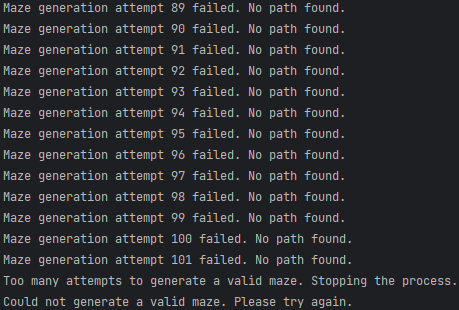 Maze generation attempt 89 failed. No path found.
Maze generation attempt 90 failed. No path found.
Maze generation attempt 91 failed. No path found.
Maze generation attempt 92 failed. No path found.
Maze generation attempt 93 failed. No path found.
Maze generation attempt 94 failed. No path found.
Maze generation attempt 95 failed. No path found.
Maze generation attempt 96 failed. No path found.
Maze generation attempt 97 failed. No path found.
Maze generation attempt 98 failed. No path found.
Maze generation attempt 99 failed. No path found.
Maze generation attempt 100 failed. No path found.
Maze generation attempt 101 failed. No path found.
Too many attempts to generate a valid maze. Stopping the process.
Could not generate a valid maze. Please try again.